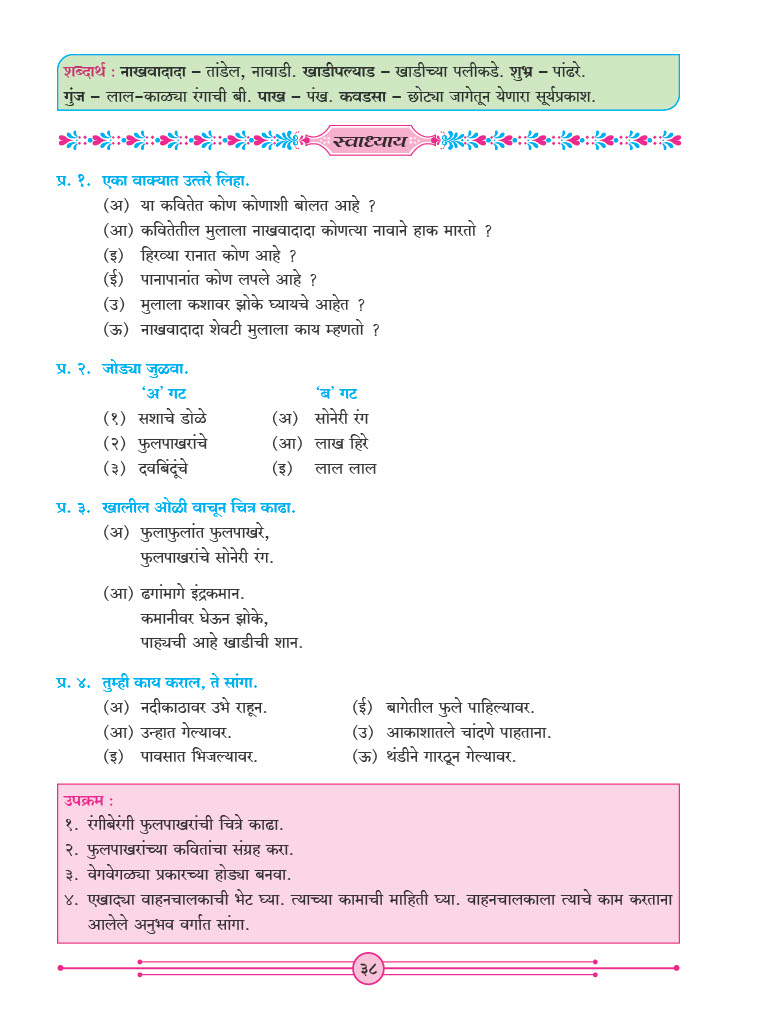 शब्दार्थ : नाखवादादा – तांडेल, नावाडी. खाडीपल्याड – खाडीच्या पलीकडे. शुभ्र – पांढरे.
गुंज – लाल-काळ्या रंगाची बी. पाख्र – पंख. कवडसा – छोट्या जागेतून येणारा सूर्यप्रकाश.
स्वाध्याय
प्र. १. एका वाक्यात उत्तरे लिहा.
(अ) या कवितेत कोण कोणाशी बोलत आहे ?
(आ) कवितेतील मुलाला नाखवादादा कोणत्या नावाने हाक मारतो ?
(इ) हिरव्या रानात कोण आहे ?
(ई) पानापानांत कोण लपले आहे ?
(उ) मुलाला कशावर झोके घ्यायचे आहेत ?
(ऊ) नाखवादादा शेवटी मुलाला काय म्हणतो ?
प्र. २. जोड्या जुळवा.
‘अ’ गट ‘ब’ गट
(१) सशाचे डोळे (अ) सोनेरी रंग
(२) फुलपाखरांचे (आ) लाख हिरे
(३) दवबिंदूंचे (इ) लाल लाल
प्र. ३. खालील ओळी वाचून चित्र काढा.
(अ) फुलाफुलांत फुलपाखरे,
फुलपाखरांचे सोनेरी रंग.
(आ) ढगांमागे इंद्रकमान.
कमानीवर घेऊन झोके,
पाह्यची आहे खाडीची शान.
प्र. ४. तुम्ही काय कराल, ते सांगा.
(अ) नदीकाठावर उभे राहून. (ई) बागेतील फुले पाहिल्यावर.
(आ) उन्हात गेल्यावर. (उ) आकाशातले चांदणे पाहताना.
(इ) पावसात भिजल्यावर. (ऊ) थंडीने गारठून गेल्यावर.
उपक्रम :
१. रंगीबेरंगी फुलपाखरांची चित्रे काढा.
२. फुलपाखरांच्या कवितांचा संग्रह करा.
३. वेगवेगळ्या प्रकारच्या होड्या बनवा.
४. एखाद्या वाहनचालकाची भेट घ्या. त्याच्या कामाची माहिती घ्या. वाहनचालकाला त्याचे काम करताना
आलेले अनुभव वर्गात सांगा.
३८